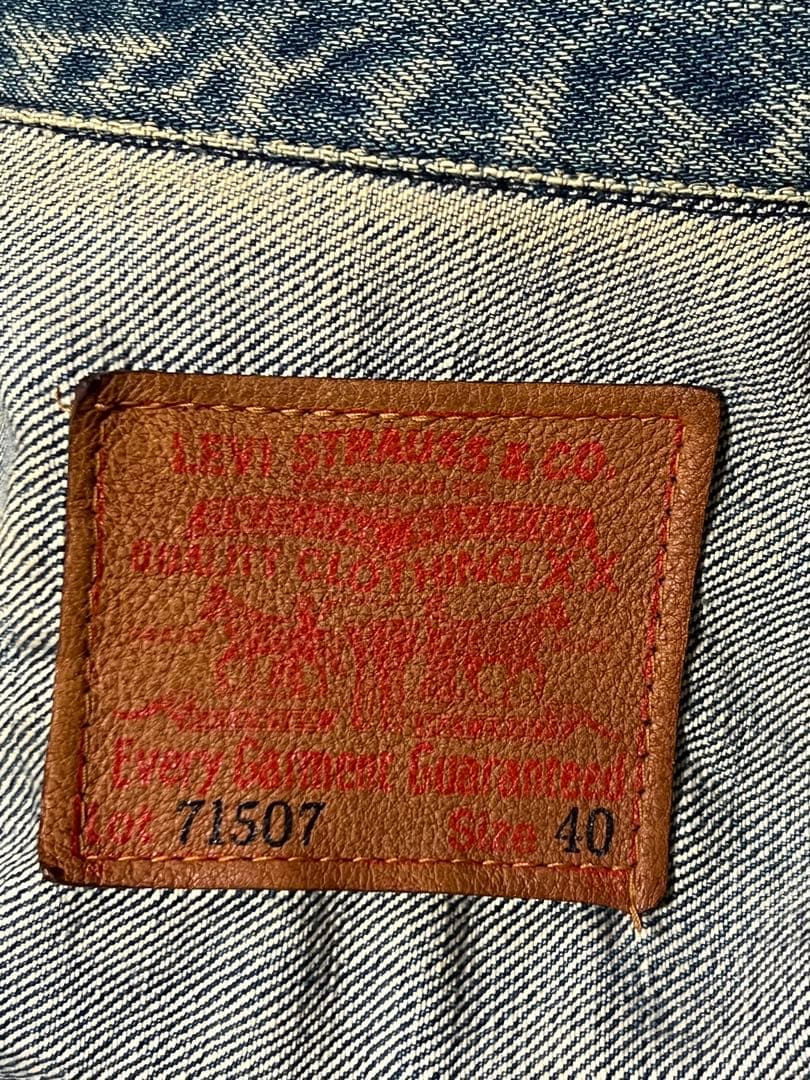 LEVI STRAUSS & CO.
QUALITY CLOTHING. XX
Every Garment Guaranteed
Lot 71507 Size 40